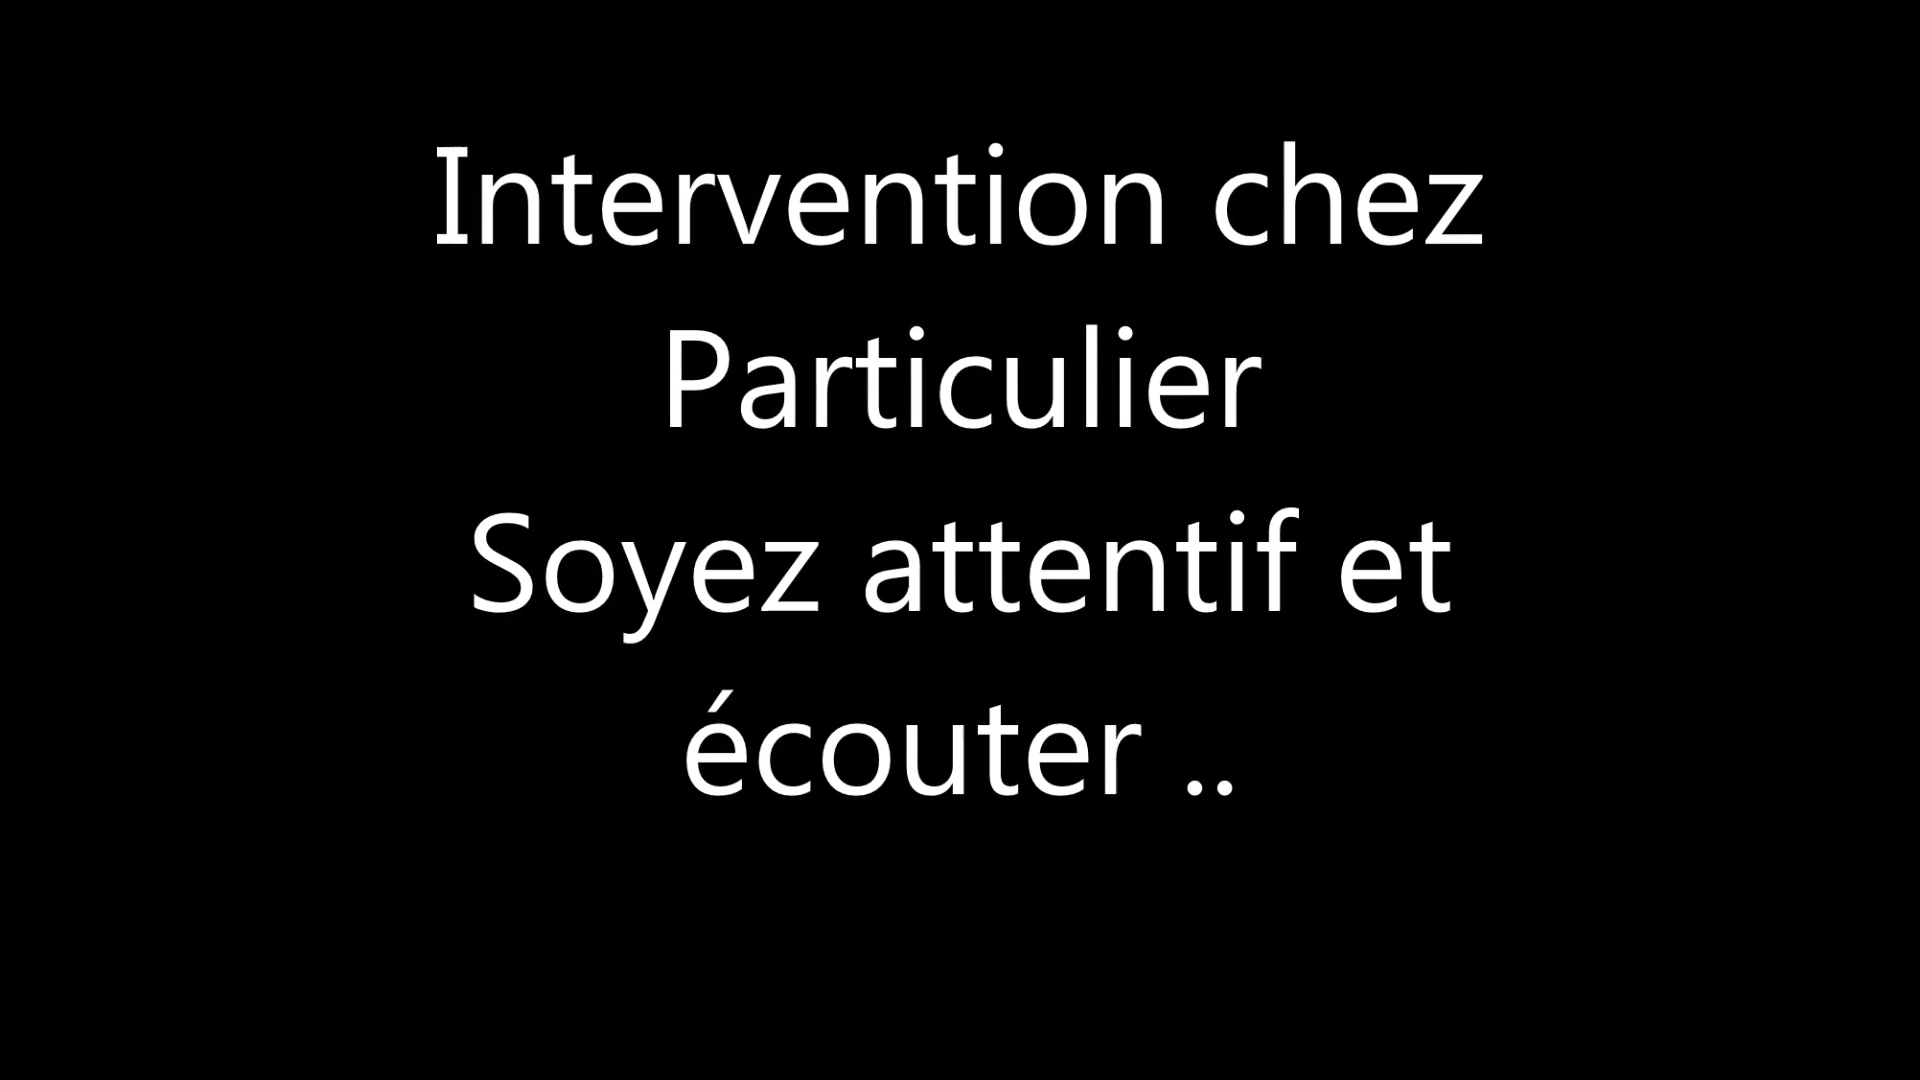 Intervention chez
Particulier
Soyez attentif et
écouter ..